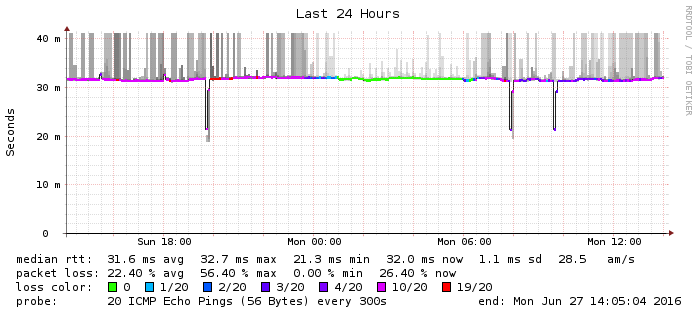 Last 24 Hours
RRDTOOL / TOBI OETIKER
Seconds
40 m
30 m
20 m
10 m
0
Sun 18:00 Mon 00:00 Mon 06:00 Mon 12:00
median rtt: 31.6 ms avg 32.7 ms max 21.3 ms min 32.0 ms now 1.1 ms sd 28.5 am/s
packet loss: 22.40 % avg 56.40 % max 0.00 % min 26.40 % now
loss color: 0 1/20 2/20 3/20 4/20 10/20 19/20
probe: 20 ICMP Echo Pings (56 Bytes) every 300s end: Mon Jun 27 14:05:04 2016